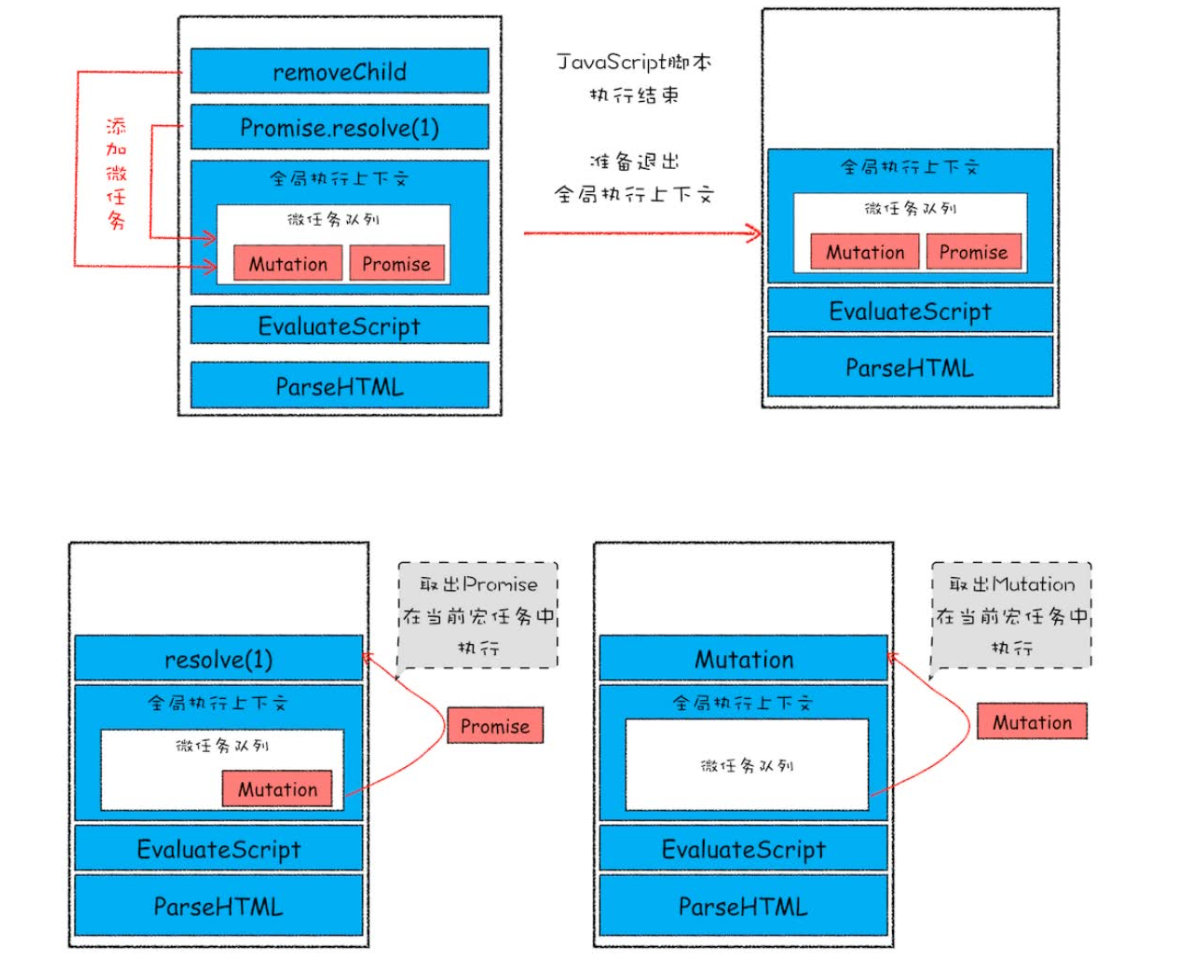 removeChild
Promise.resolve(1)
添加微任务
全局执行上下文
微任务队列
Mutation
Promise
EvaluateScript
ParseHTML
JavaScript脚本
执行结束
准备退出
全局执行上下文
全局执行上下文
微任务队列
Mutation
Promise
EvaluateScript
ParseHTML
取出Promise
在当前宏任务中
执行
resolve(1)
全局执行上下文
微任务队列
Mutation
Promise
EvaluateScript
ParseHTML
取出Mutation
在当前宏任务中
执行
Mutation
全局执行上下文
微任务队列
Mutation
EvaluateScript
ParseHTML